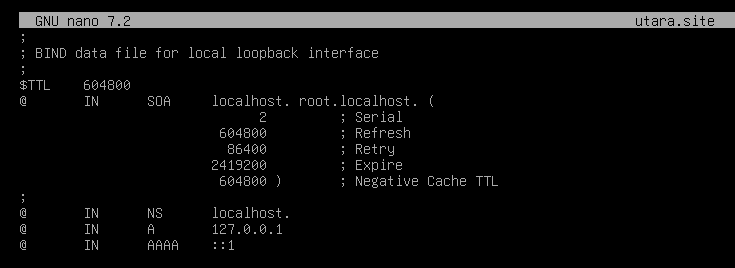 GNU nano 7.2 utara.site
;
; BIND data file for local loopback interface
;
$TTL 604800
@ IN SOA localhost. root.localhost. (
2 ; Serial
604800 ; Refresh
86400 ; Retry
2419200 ; Expire
604800 ) ; Negative Cache TTL
;
@ IN NS localhost.
@ IN A 127.0.0.1
@ IN AAAA ::1